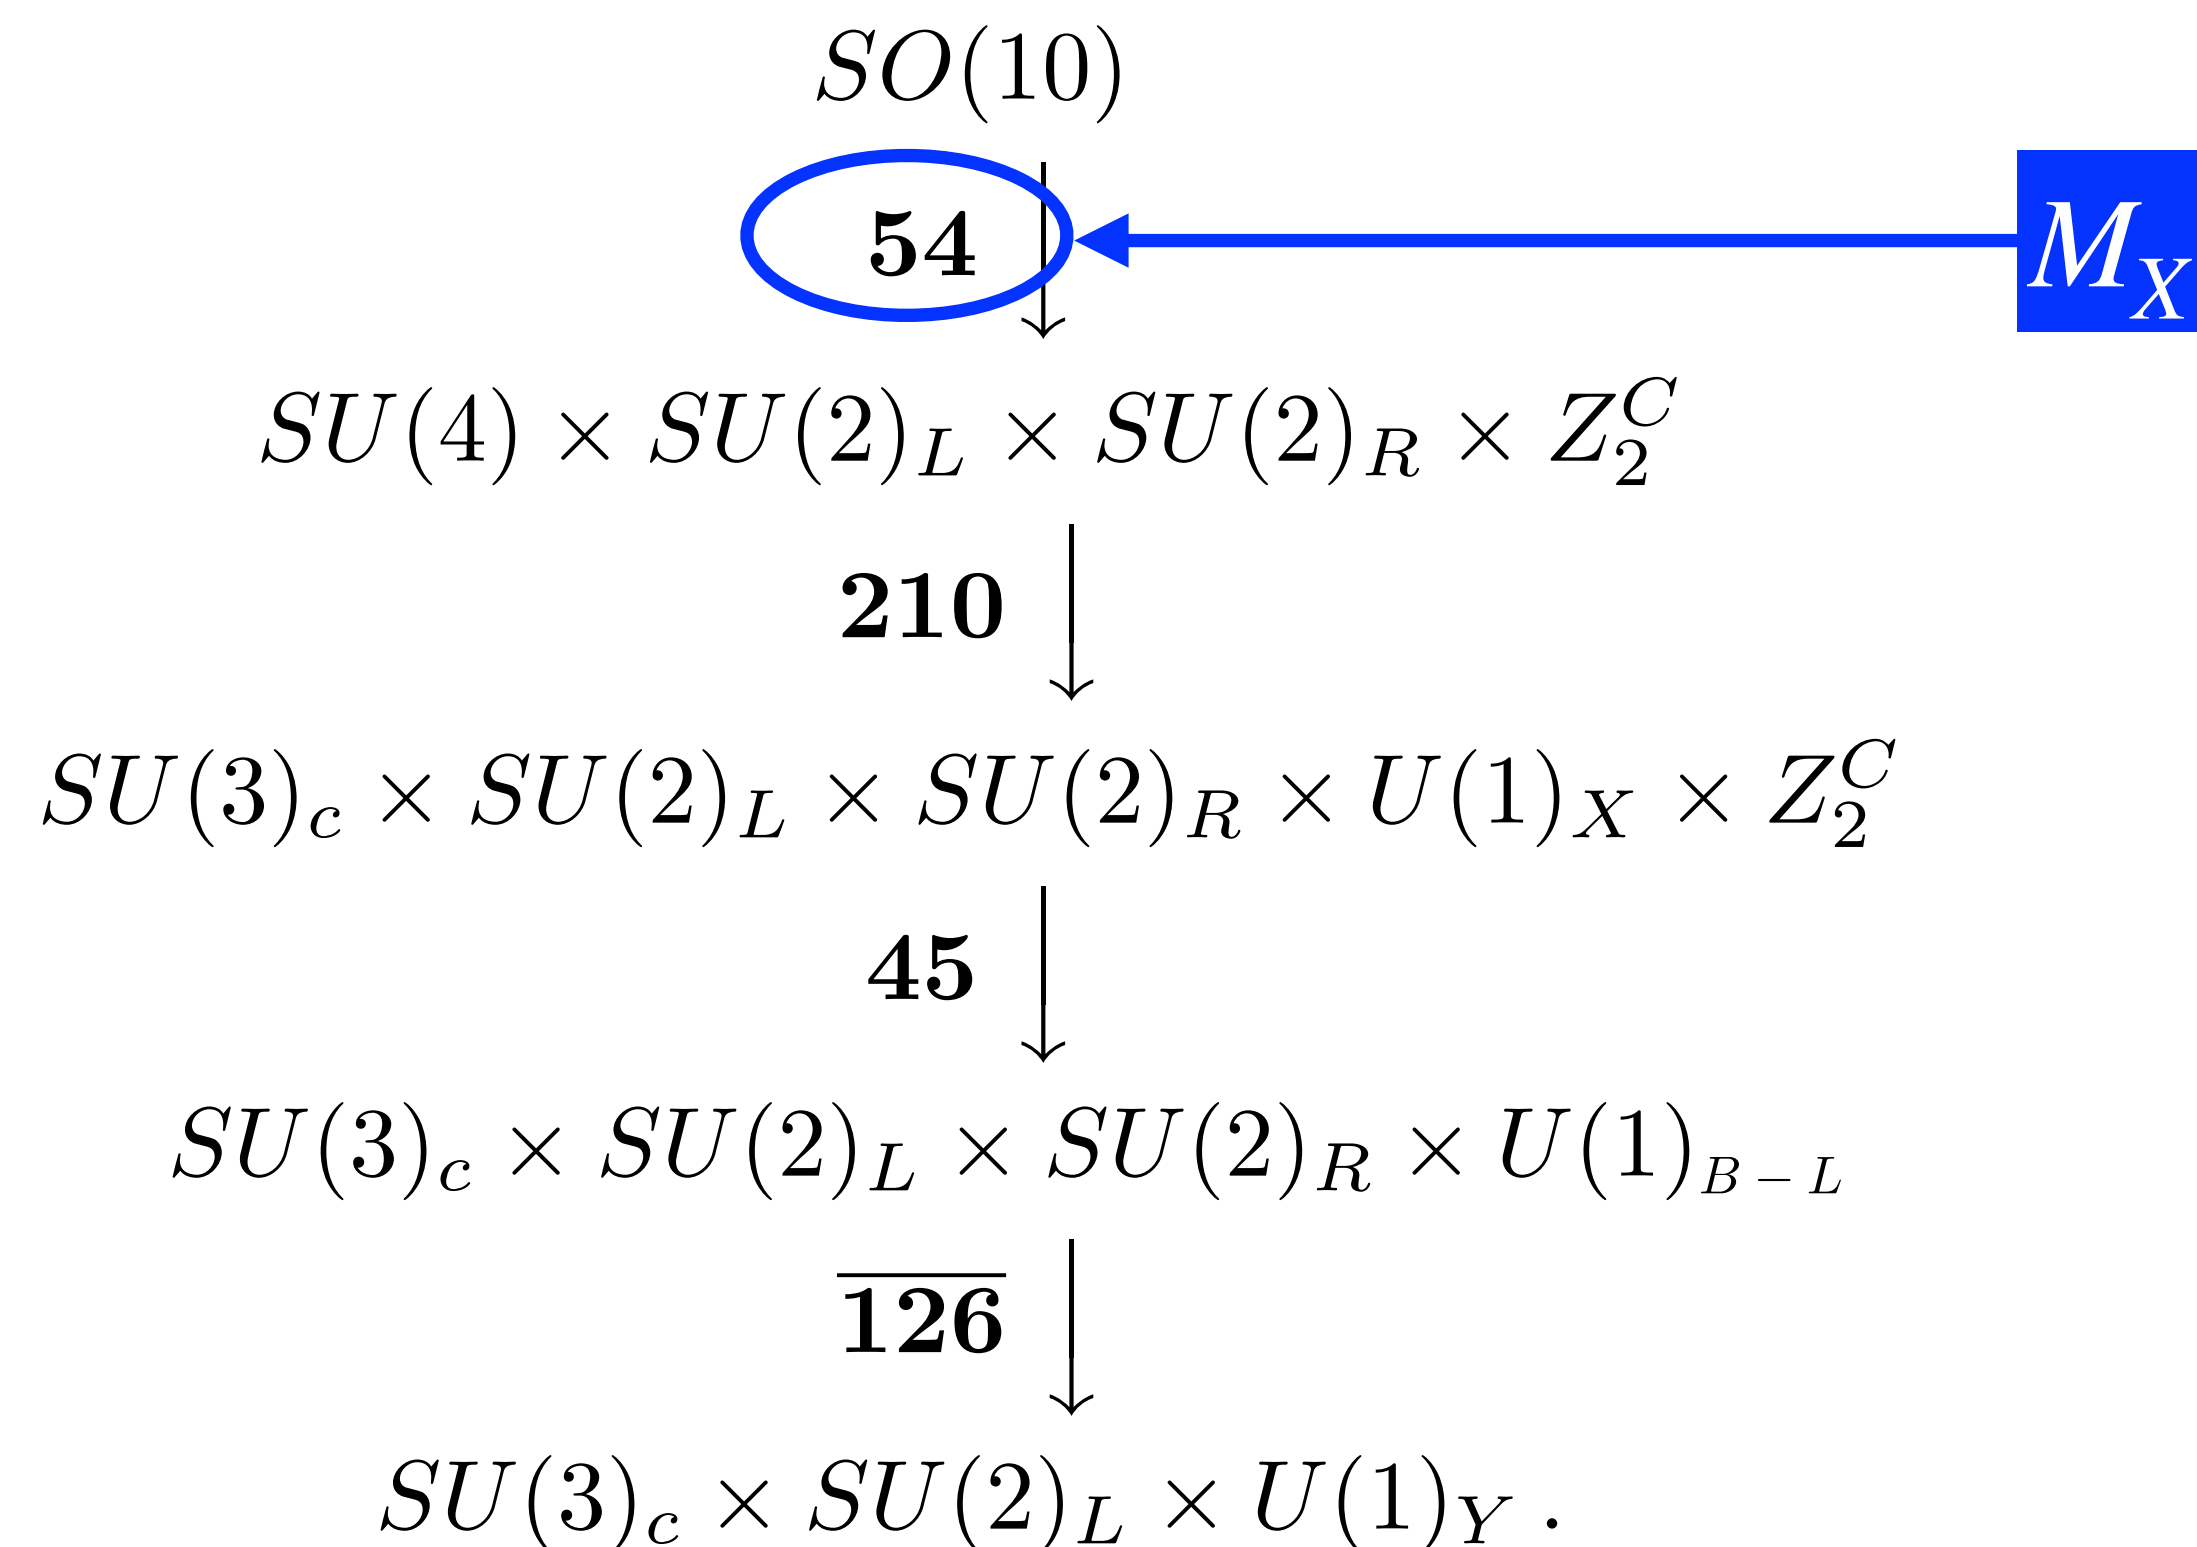 SO(10)
54
M_X
SU(4) × SU(2)_L × SU(2)_R × Z_2^C
210
SU(3)_c × SU(2)_L × SU(2)_R × U(1)_X × Z_2^C
45
SU(3)_c × SU(2)_L × SU(2)_R × U(1)_{B−L}
\overline{126}
SU(3)_c × SU(2)_L × U(1)_Y .